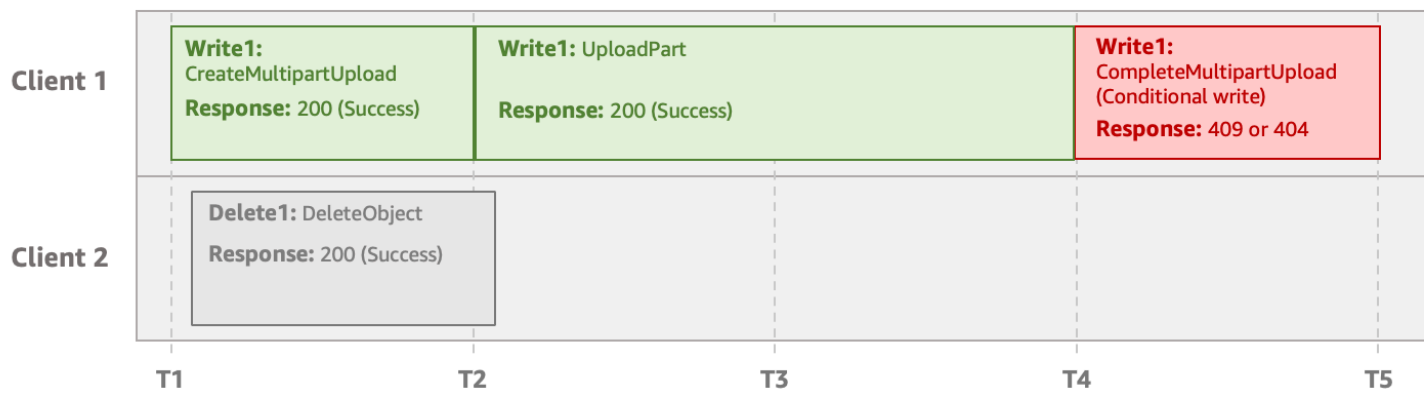 Client 1
Write1:
CreateMultipartUpload
Response: 200 (Success)
Write1: UploadPart
Response: 200 (Success)
Write1:
CompleteMultipartUpload
(Conditional write)
Response: 409 or 404
Client 2
Delete1: DeleteObject
Response: 200 (Success)
T1
T2
T3
T4
T5